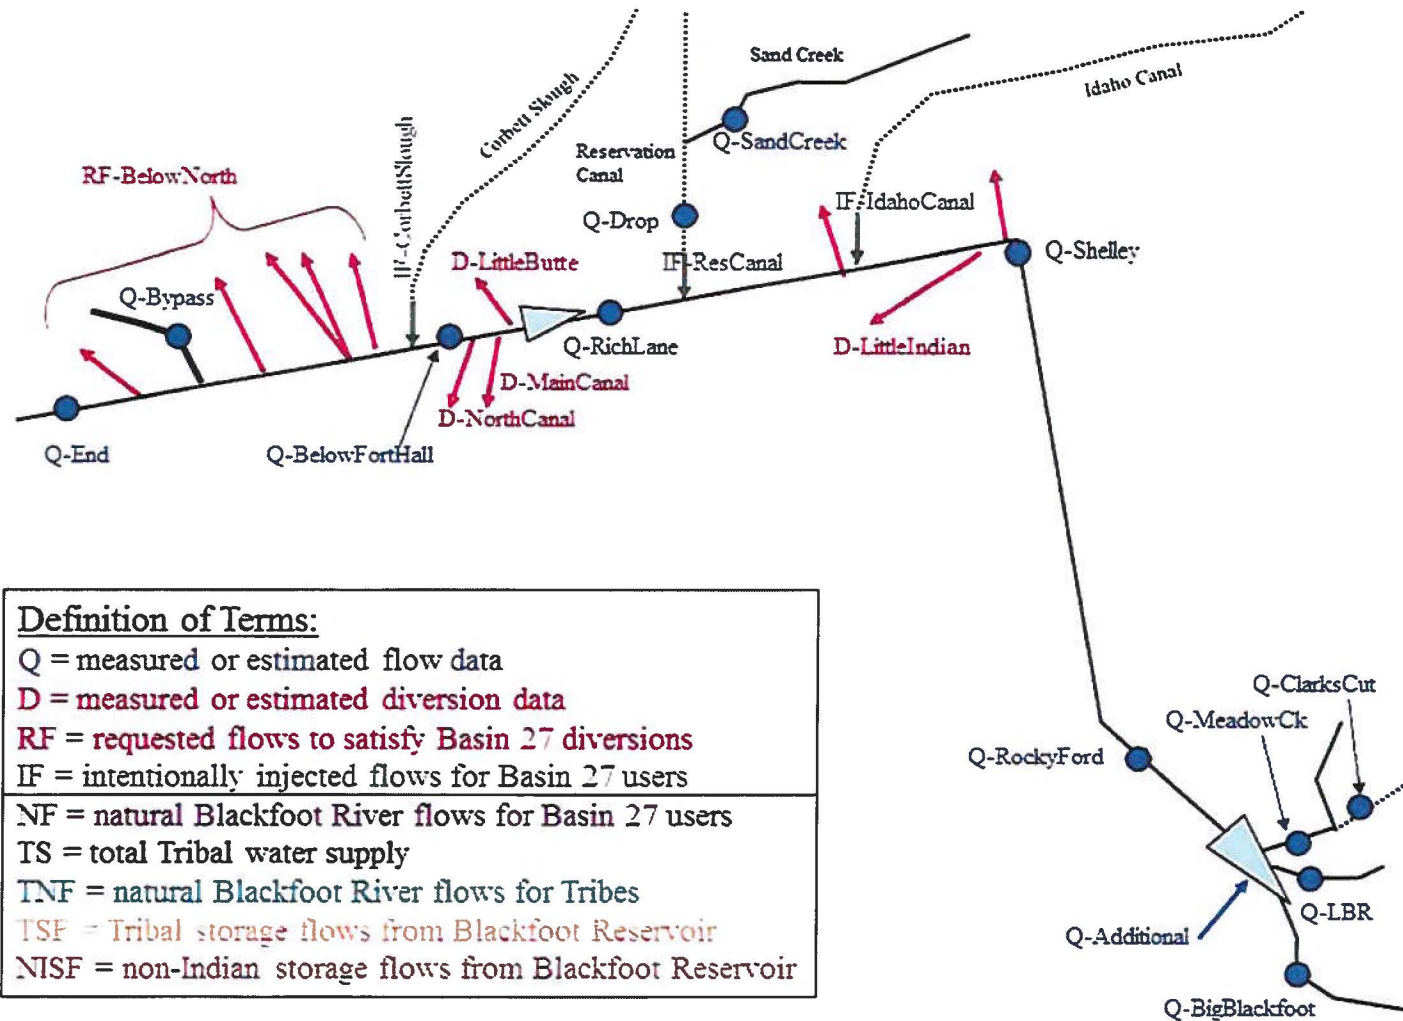 Sand Creek
Idaho Canal
Corbett Slough
IF-CorbettSlough
Reservation
Canal
Q-SandCreek
RF-BelowNorth
IF-IdahoCanal
Q-Drop
Q-Shelley
D-LittleButte
IF-ResCanal
Q-Bypass
Q-RichLane
D-LittleIndian
D-MainCanal
D-NorthCanal
Q-End
Q-BelowFortHall
Definition of Terms:
Q = measured or estimated flow data
D = measured or estimated diversion data
RF = requested flows to satisfy Basin 27 diversions
IF = intentionally injected flows for Basin 27 users
NF = natural Blackfoot River flows for Basin 27 users
TS = total Tribal water supply
TNF = natural Blackfoot River flows for Tribes
TSF = Tribal storage flows from Blackfoot Reservoir
NISF = non-Indian storage flows from Blackfoot Reservoir
Q-ClarksCut
Q-MeadowCk
Q-RockyFord
Q-LBR
Q-Additional
Q-BigBlackfoot